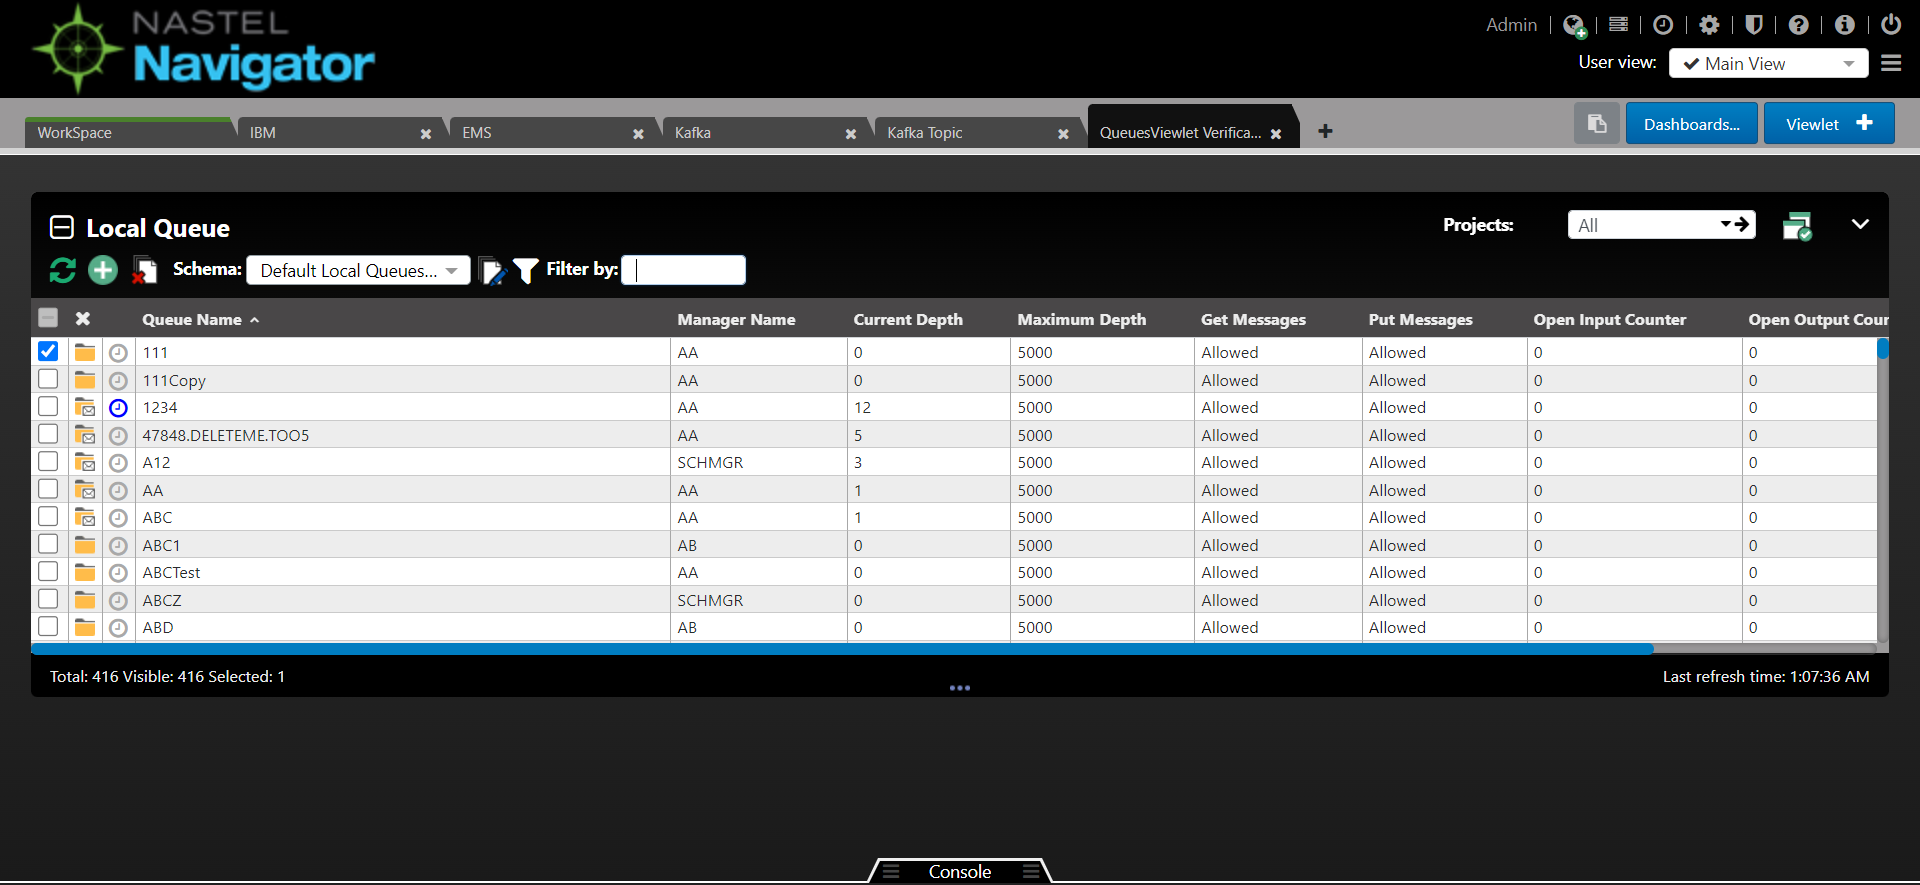 NASTEL
Navigator
Admin
User view: Main View
WorkSpace IBM EMS Kafka Kafka Topic QueuesViewlet Verifica... Dashboards... Viewlet
Local Queue Projects: All
Schema: Default Local Queues... Filter by:
Queue Name Manager Name Current Depth Maximum Depth Get Messages Put Messages Open Input Counter Open Output Coun
111 AA 0 5000 Allowed Allowed 0 0
111Copy AA 0 5000 Allowed Allowed 0 0
1234 AA 12 5000 Allowed Allowed 0 0
47848.DELETEME.TOO5 AA 5 5000 Allowed Allowed 0 0
A12 SCHMGR 3 5000 Allowed Allowed 0 0
AA AA 1 5000 Allowed Allowed 0 0
ABC AA 1 5000 Allowed Allowed 0 0
ABC1 AB 0 5000 Allowed Allowed 0 0
ABCTest AA 0 5000 Allowed Allowed 0 0
ABCZ SCHMGR 0 5000 Allowed Allowed 0 0
ABD AB 0 5000 Allowed Allowed 0 0
Total: 416 Visible: 416 Selected: 1 Last refresh time: 1:07:36 AM
Console